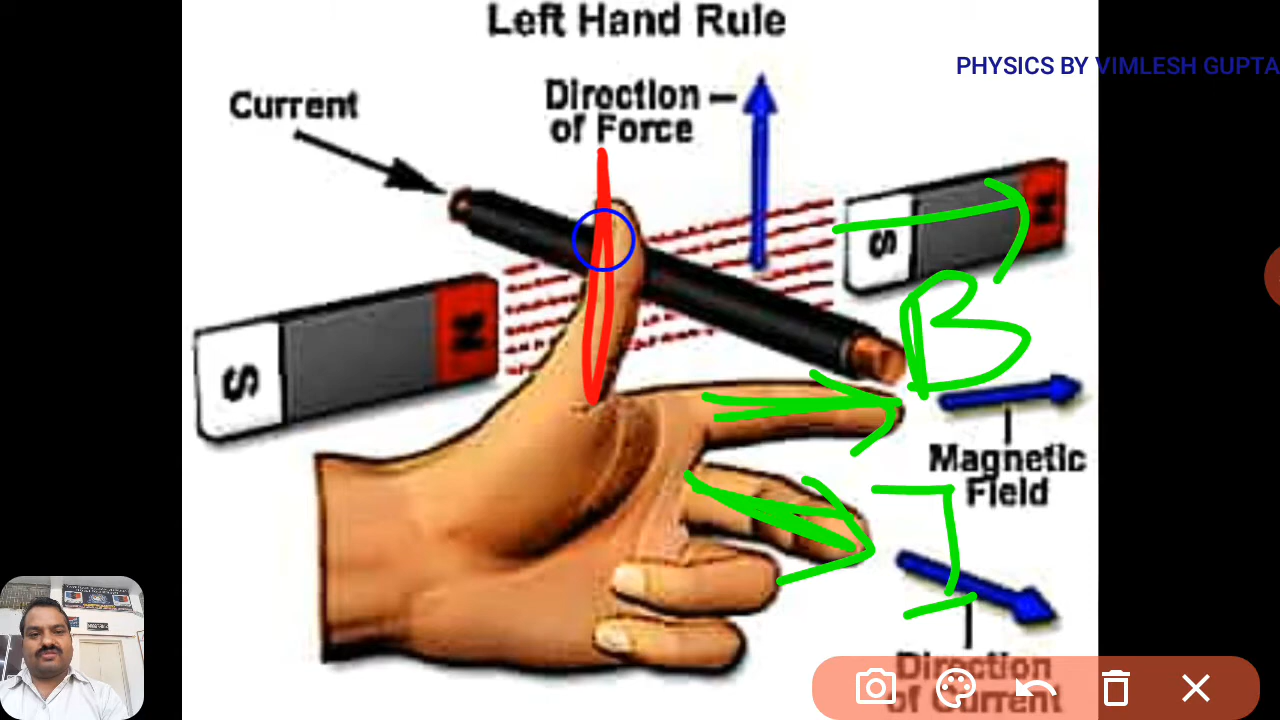 Left Hand Rule
PHYSICS BY VIMLESH GUPTA
Current
Direction
of Force
S
N
S
N
B
Magnetic
Field
I
Direction
of Current